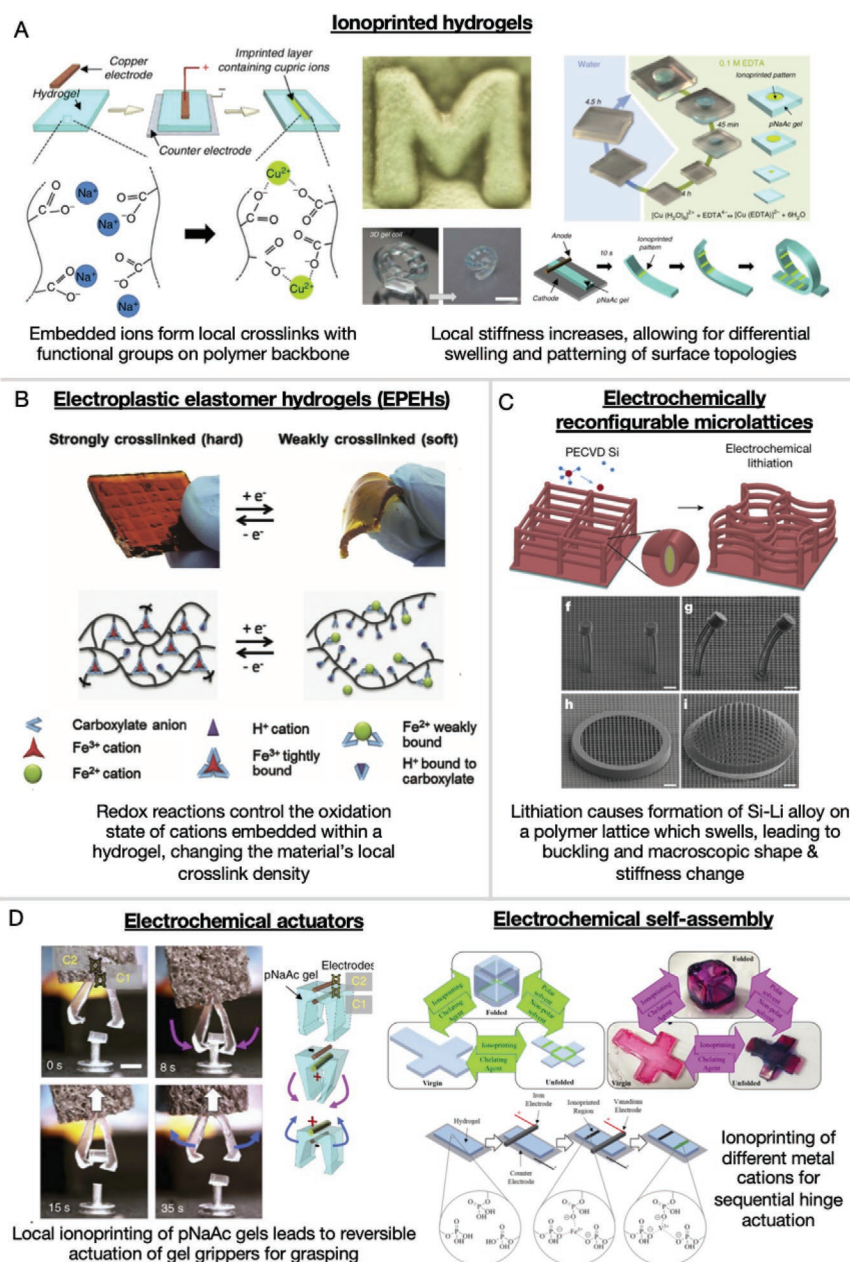 A
Ionoprinted hydrogels
Copper
electrode
Hydrogel
Imprinted layer
containing cupric ions
+
−
Counter electrode
Na⁺
Na⁺
Na⁺
Na⁺
Cu²⁺
Cu²⁺
Embedded ions form local crosslinks with
functional groups on polymer backbone
3D gel coil
Water
0.1 M EDTA
Ionoprinted pattern
pNaAc gel
4.5 h
45 min
4 h
[Cu (H₂O)₆]²⁺ + EDTA⁴⁻ ⇔ [Cu (EDTA)]²⁻ + 6H₂O
Anode
Cathode
pNaAc gel
10 s
Ionoprinted
pattern
Local stiffness increases, allowing for differential
swelling and patterning of surface topologies
B
Electroplastic elastomer hydrogels (EPEHs)
Strongly crosslinked (hard)
Weakly crosslinked (soft)
+ e⁻
- e⁻
+ e⁻
- e⁻
Carboxylate anion
Fe³⁺ cation
Fe²⁺ cation
H⁺ cation
Fe³⁺ tightly
bound
Fe²⁺ weakly
bound
H⁺ bound to
carboxylate
Redox reactions control the oxidation
state of cations embedded within a
hydrogel, changing the material's local
crosslink density
C
Electrochemically
reconfigurable microlattices
PECVD Si
Electrochemical
lithiation
f
g
h
i
Lithiation causes formation of Si-Li alloy on
a polymer lattice which swells, leading to
buckling and macroscopic shape &
stiffness change
D
Electrochemical actuators
C2
C1
0 s
8 s
15 s
35 s
pNaAc gel
Electrodes
C2
C1
Local ionoprinting of pNaAc gels leads to reversible
actuation of gel grippers for grasping
Electrochemical self-assembly
Folded
Ionoprinting
Chelating
Agent
Polar
solvent
Non-polar
solvent
Ionoprinting
Chelating
Agent
Virgin
Unfolded
Folded
Ionoprinting
Chelating
Agent
Polar
solvent
Non-polar
solvent
Ionoprinting
Chelating
Agent
Virgin
Unfolded
Hydrogel
Iron
Electrode
Counter
Electrode
Ionoprinted
Region
Vanadium
Electrode
Ionoprinting of
different metal
cations for
sequential hinge
actuation